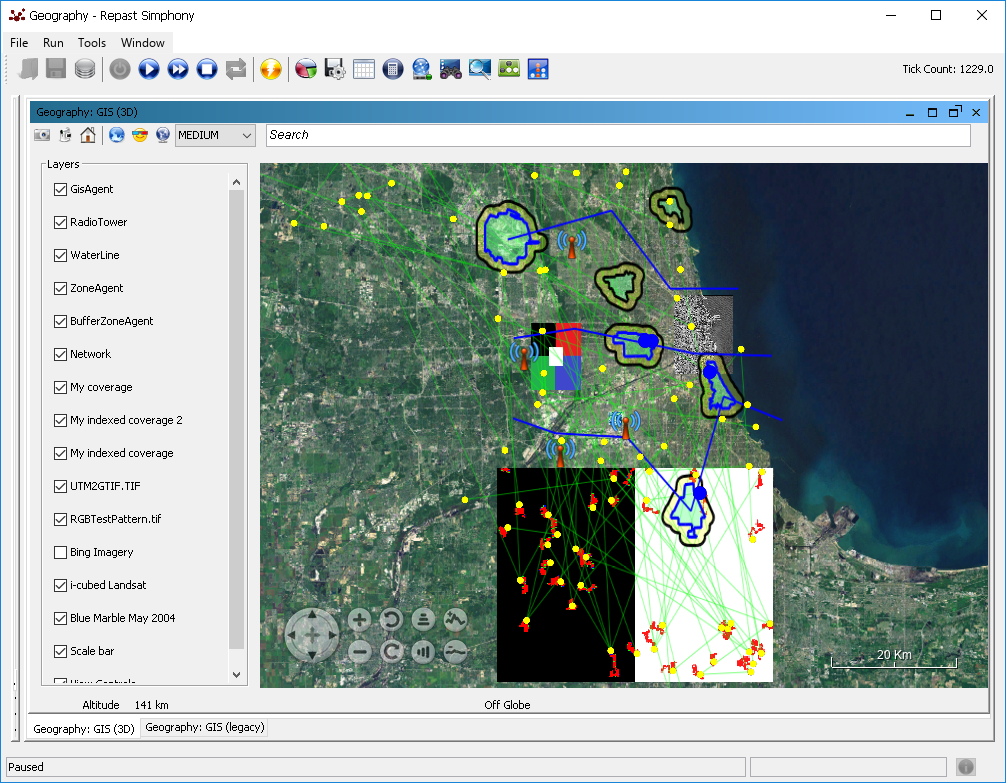 Geography - Repast Simphony
File Run Tools Window
Tick Count: 1229.0
Geography: GIS (3D)
MEDIUM
Search
Layers
GisAgent
RadioTower
WaterLine
ZoneAgent
BufferZoneAgent
Network
My coverage
My indexed coverage 2
My indexed coverage
UTM2GTIF.TIF
RGBTestPattern.tif
Bing Imagery
i-cubed Landsat
Blue Marble May 2004
Scale bar
View Controls
20 Km
Altitude 141 km
Off Globe
Geography: GIS (3D) Geography: GIS (legacy)
Paused